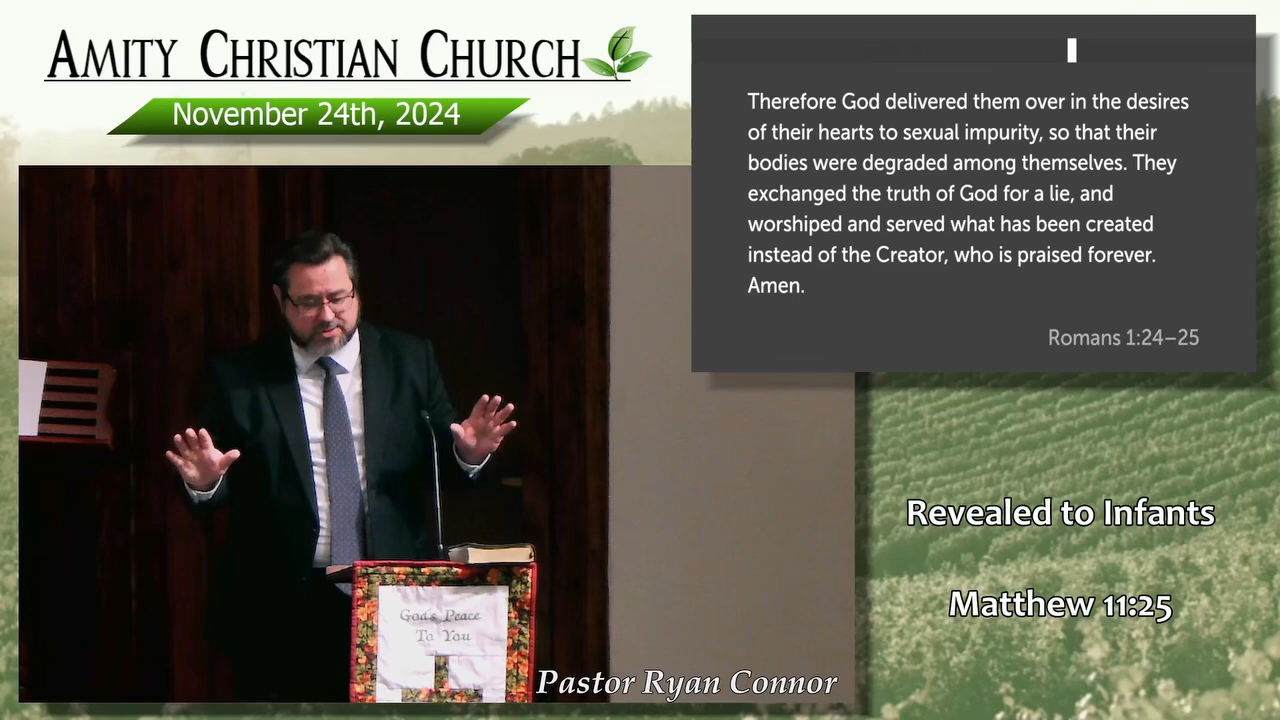 AMITY CHRISTIAN CHURCH
November 24th, 2024
Therefore God delivered them over in the desires
of their hearts to sexual impurity, so that their
bodies were degraded among themselves. They
exchanged the truth of God for a lie, and
worshiped and served what has been created
instead of the Creator, who is praised forever.
Amen.
Romans 1:24–25
Revealed to Infants
Matthew 11:25
God's Peace
To You
Pastor Ryan Connor